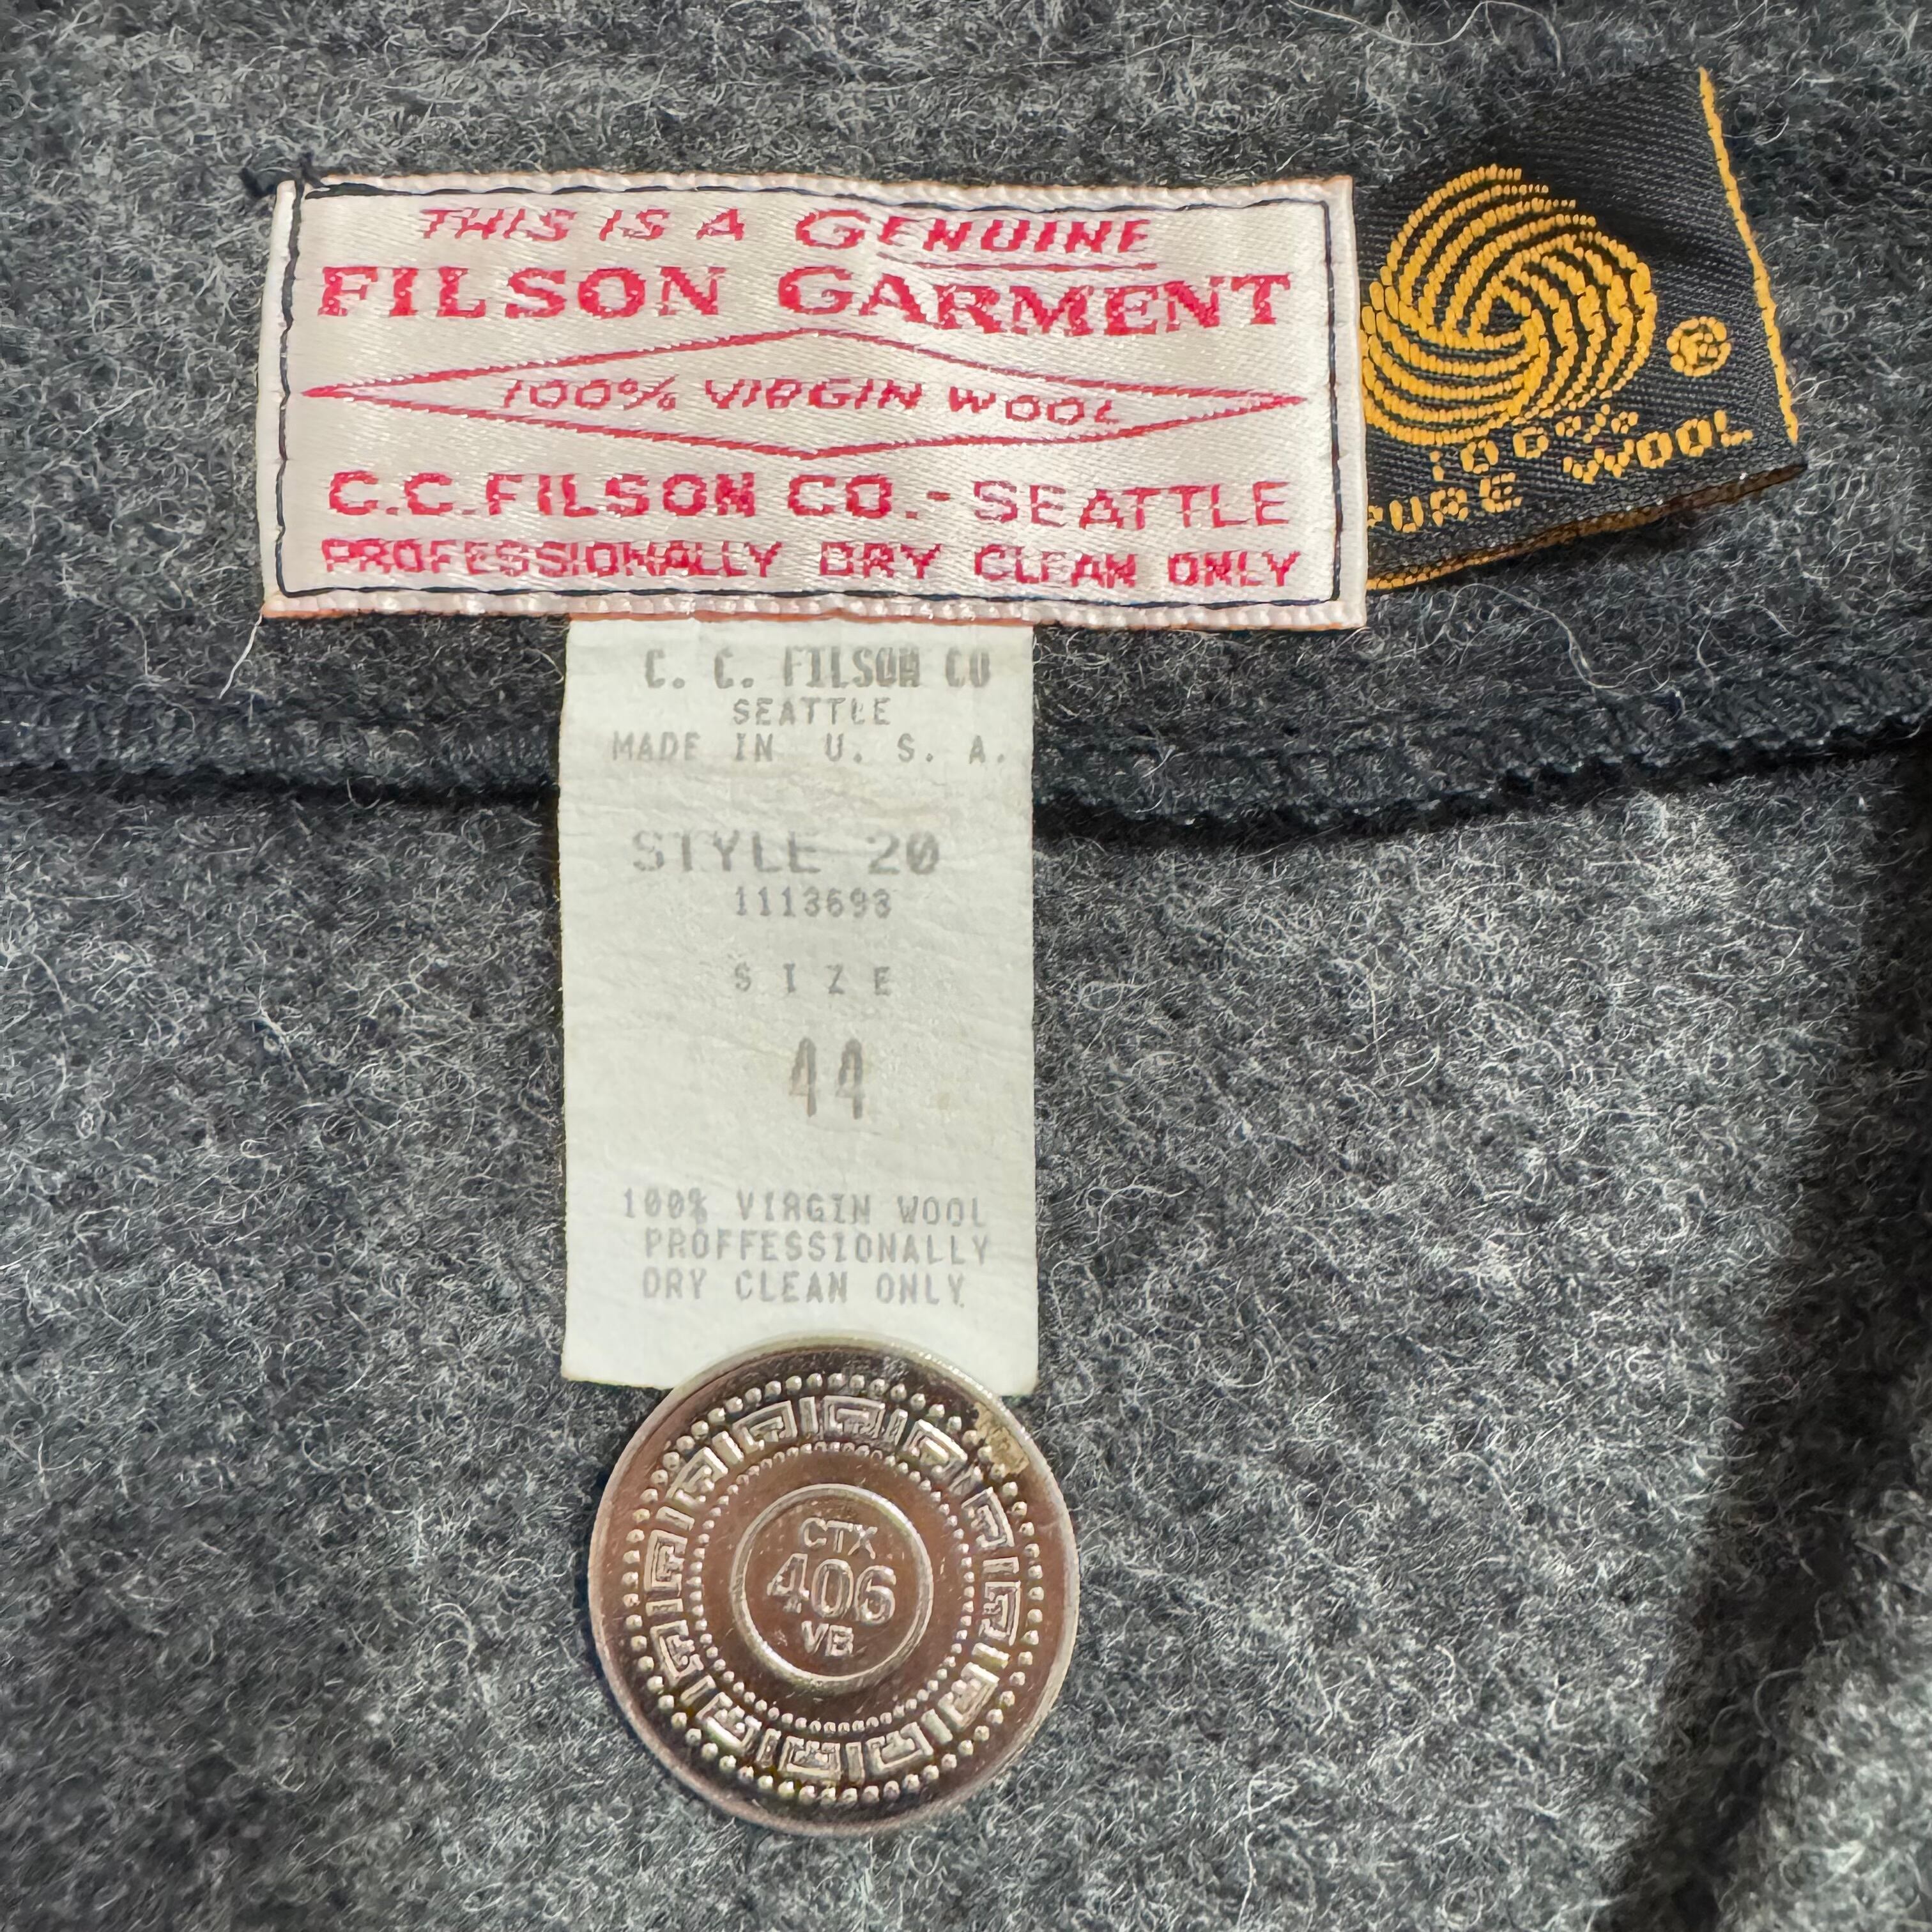 THIS IS A GENUINE
FILSON GARMENT
100% VIRGIN WOOL
C.C. FILSON CO. - SEATTLE
PROFESSIONALLY DRY CLEAN ONLY
®
100%
PURE WOOL
C. C. FILSON CO
SEATTLE
MADE IN U. S. A.
STYLE 20
1113693
SIZE
44
100% VIRGIN WOOL
PROFFESSIONALLY
DRY CLEAN ONLY
CTX
406
VB